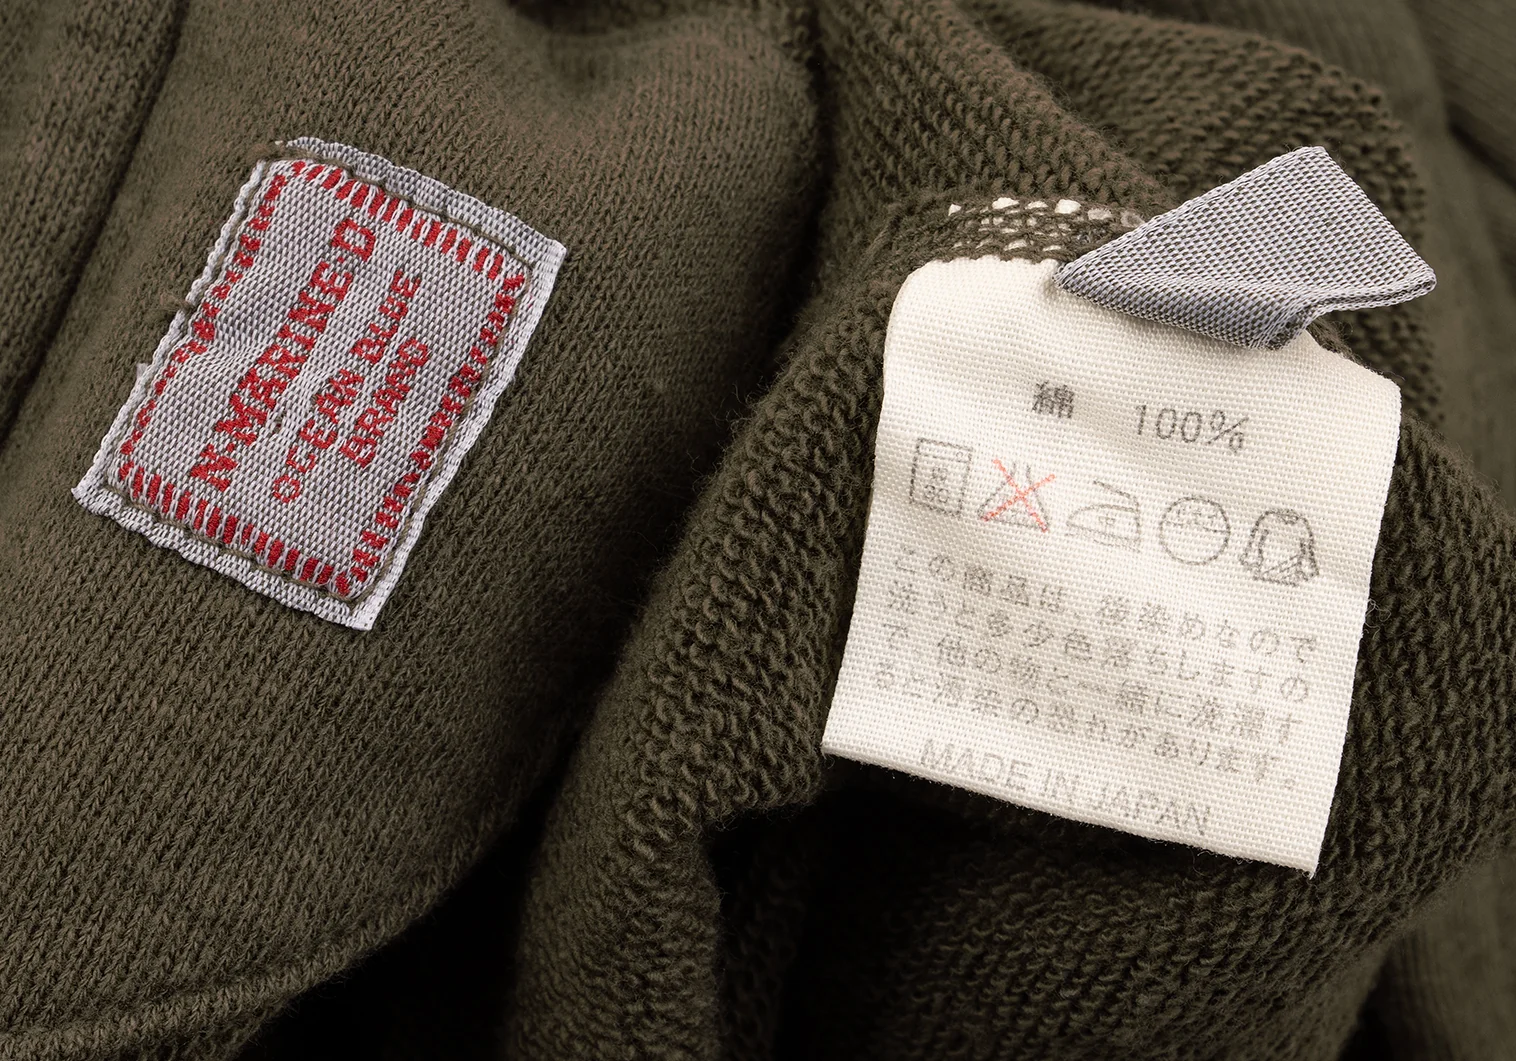 N·MARINE·D
OCEAN BLUE
BRAND
綿 100%
この商品は、後染めなので
洗うと多少色落ちしますの
で、他の物と一緒に洗濯す
ると汚染の恐れがあります。
MADE IN JAPAN